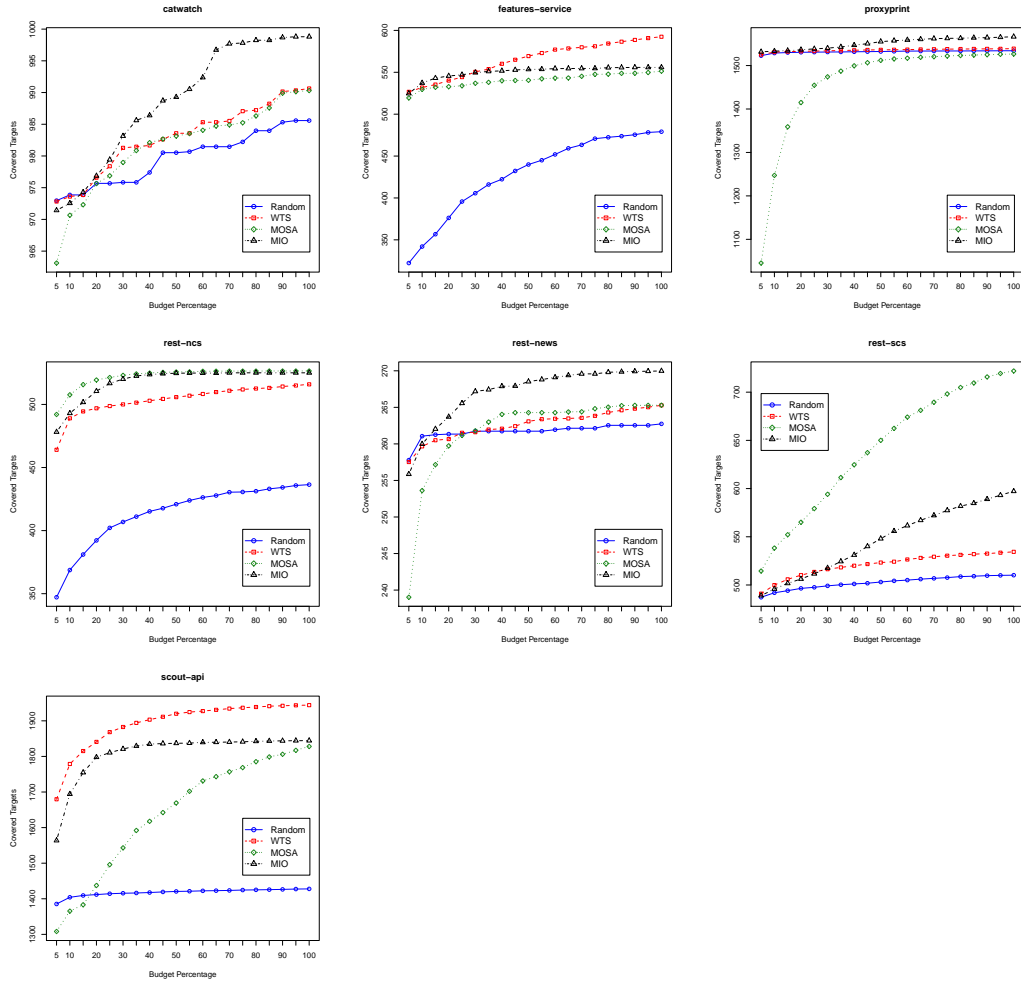 catwatch
Covered Targets
1000
995
990
985
980
975
970
965
Random
WTS
MOSA
MIO
5 10 20 30 40 50 60 70 80 90 100
Budget Percentage
features−service
Covered Targets
600
550
500
450
400
350
Random
WTS
MOSA
MIO
5 10 20 30 40 50 60 70 80 90 100
Budget Percentage
proxyprint
Covered Targets
1500
1400
1300
1200
1100
Random
WTS
MOSA
MIO
5 10 20 30 40 50 60 70 80 90 100
Budget Percentage
rest−ncs
Covered Targets
500
450
400
350
Random
WTS
MOSA
MIO
5 10 20 30 40 50 60 70 80 90 100
Budget Percentage
rest−news
Covered Targets
270
265
260
255
250
245
240
Random
WTS
MOSA
MIO
5 10 20 30 40 50 60 70 80 90 100
Budget Percentage
rest−scs
Covered Targets
700
650
600
550
500
Random
WTS
MOSA
MIO
5 10 20 30 40 50 60 70 80 90 100
Budget Percentage
scout−api
Covered Targets
1900
1800
1700
1600
1500
1400
1300
Random
WTS
MOSA
MIO
5 10 20 30 40 50 60 70 80 90 100
Budget Percentage